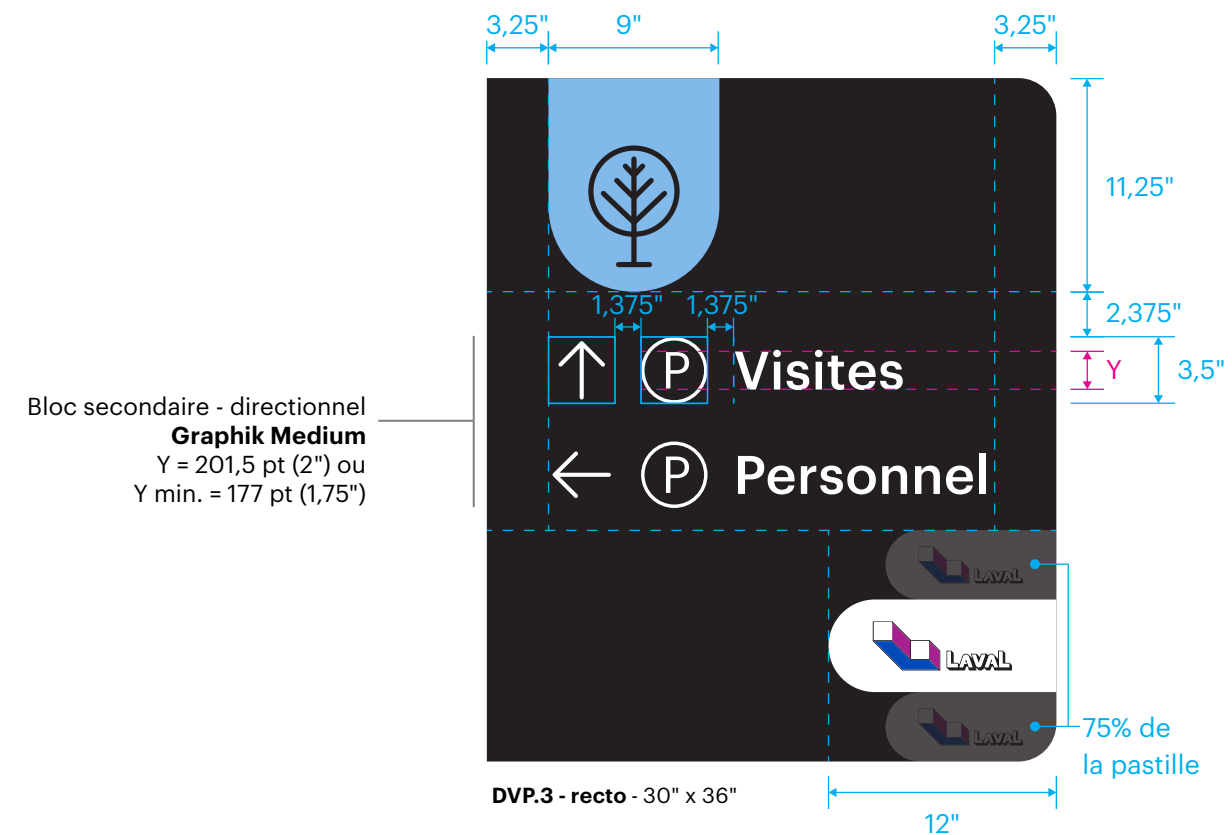 3,25"
9"
3,25"
11,25"
2,375"
1,375"
1,375"
P
Visites
Y
3,5"
P
Personnel
Bloc secondaire - directionnel
Graphik Medium
Y = 201,5 pt (2") ou
Y min. = 177 pt (1,75")
LAVAL
LAVAL
LAVAL
75% de
la pastille
DVP.3 - recto - 30" x 36"
12"